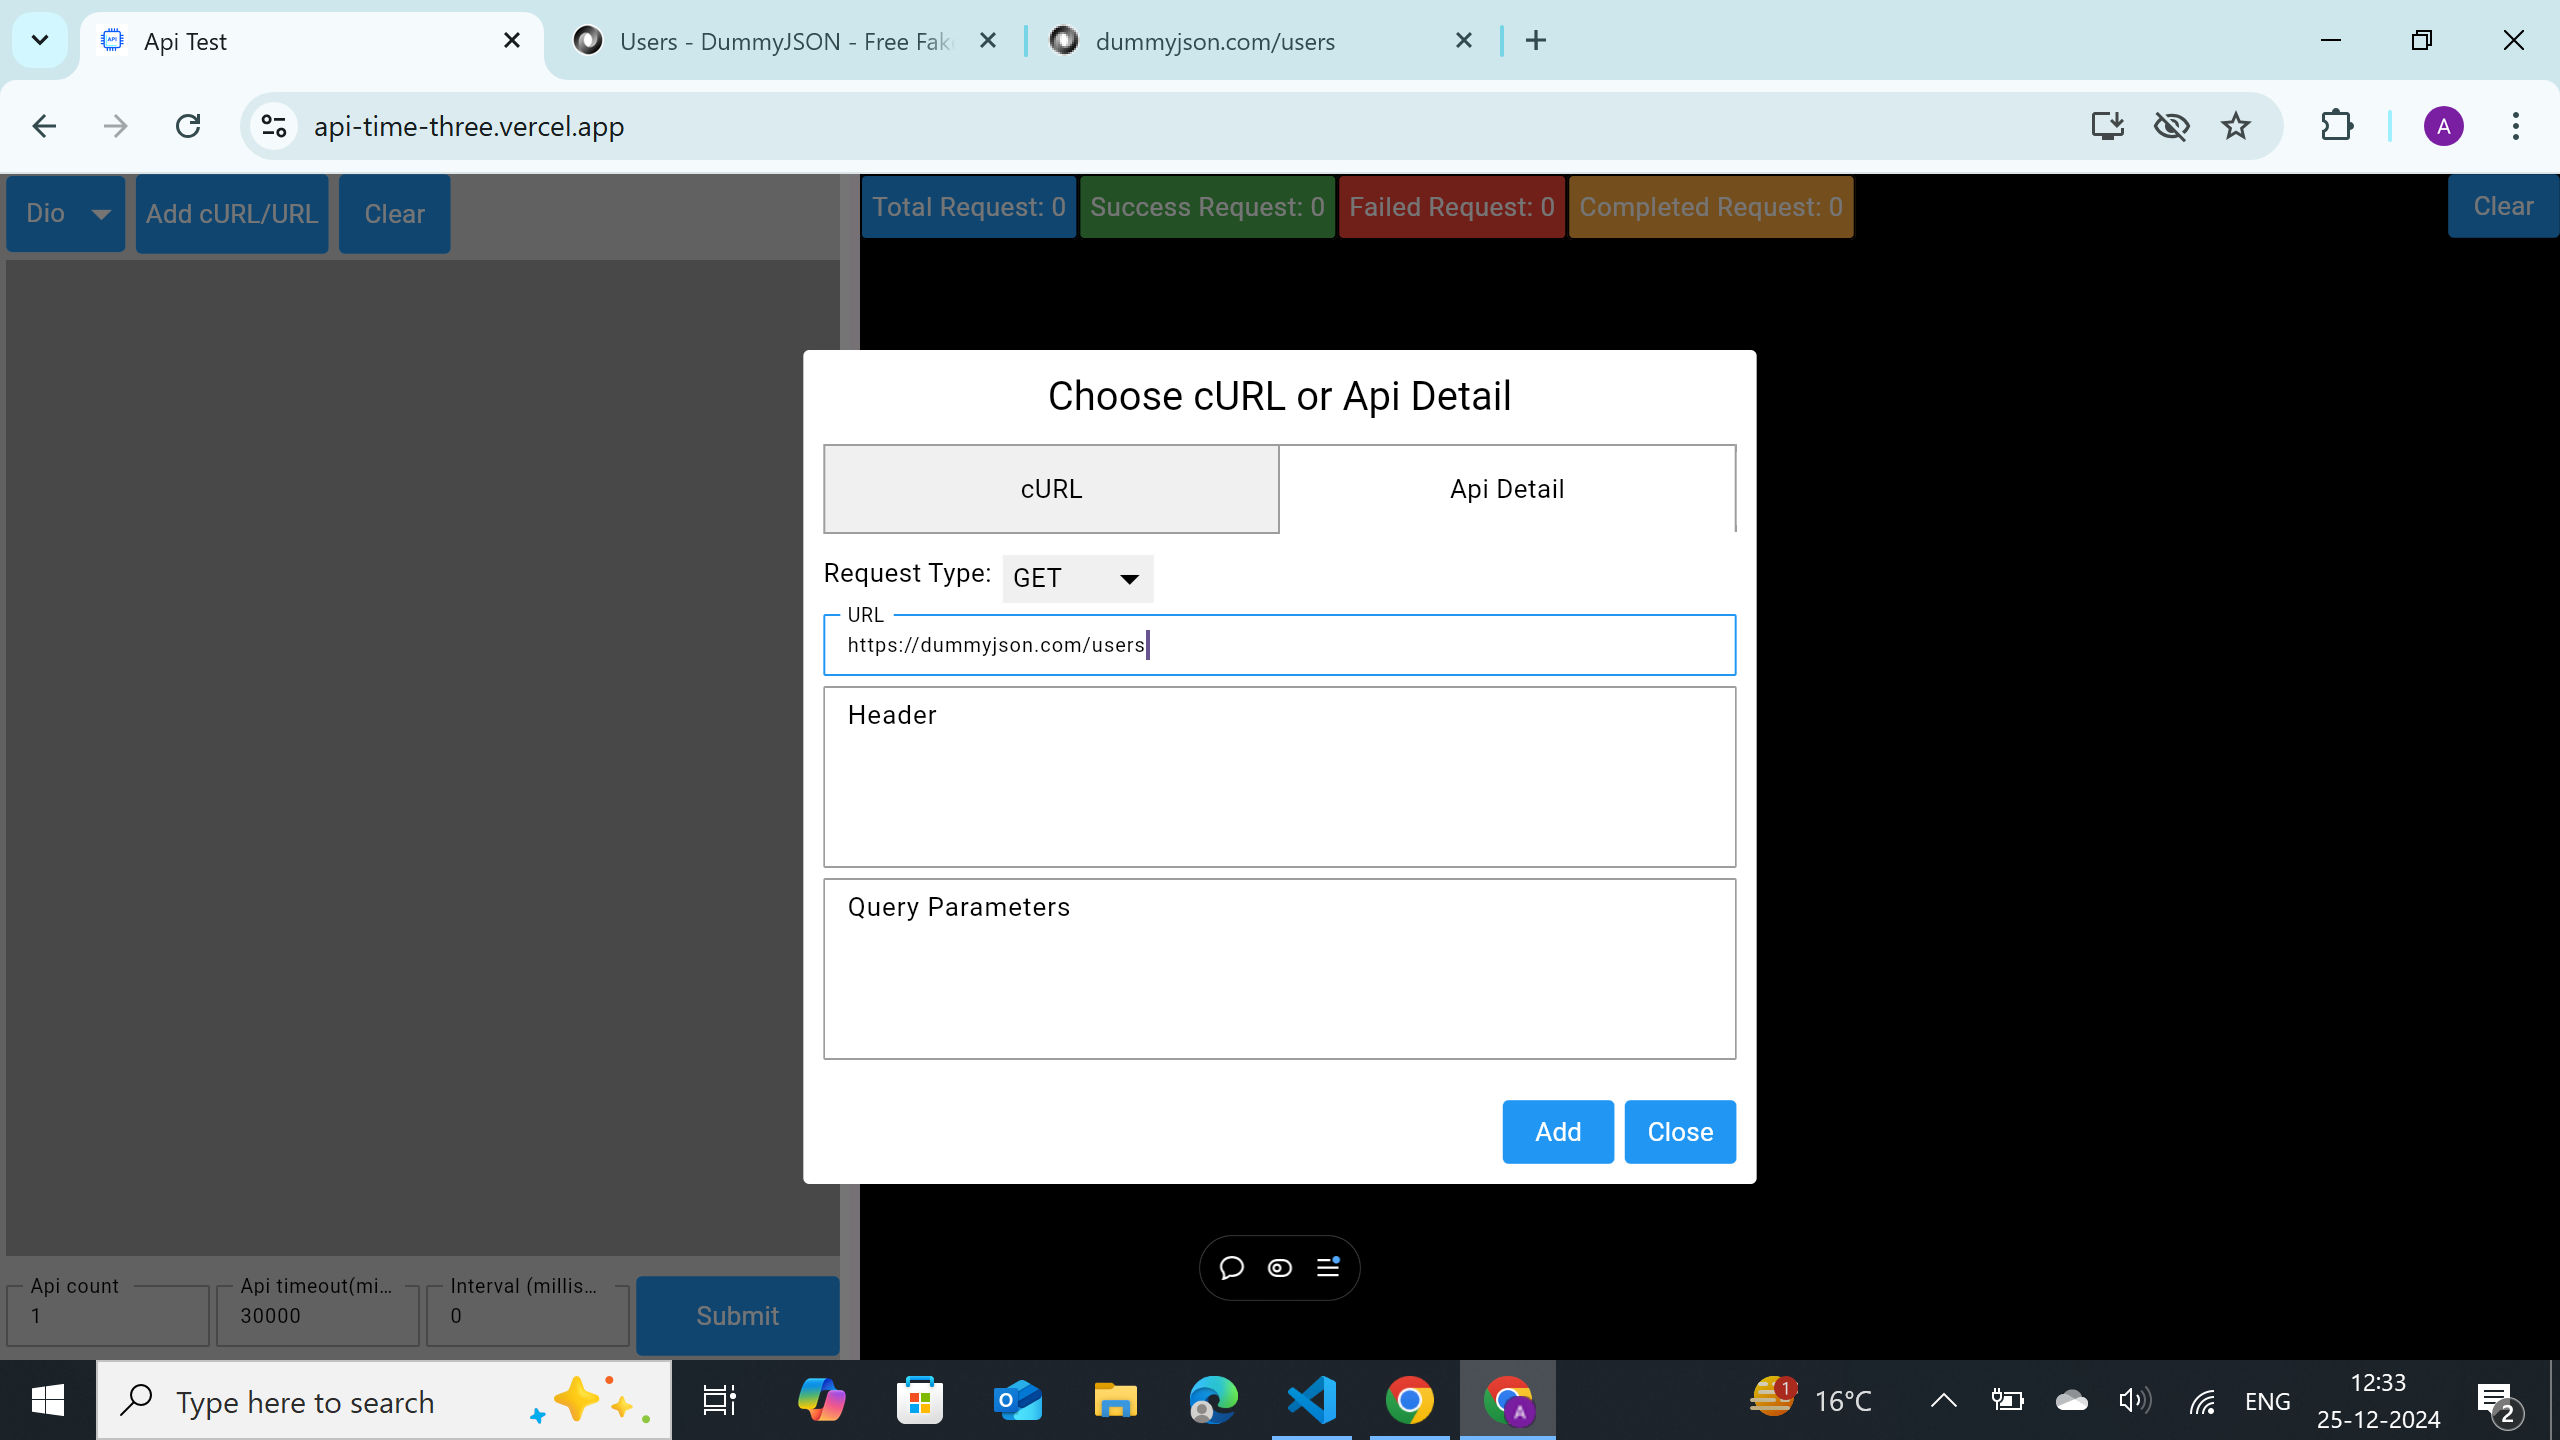 Api Test
Users - DummyJSON - Free Fak
dummyjson.com/users
api-time-three.vercel.app
A
Dio
Add cURL/URL
Clear
Total Request: 0
Success Request: 0
Failed Request: 0
Completed Request: 0
Clear
Choose cURL or Api Detail
cURL
Api Detail
Request Type:
GET
URL
https://dummyjson.com/users
Header
Query Parameters
Add
Close
Api count
1
Api timeout(mi...
30000
Interval (millis...
0
Submit
Type here to search
A
1
16°C
ENG
12:33
25-12-2024
2